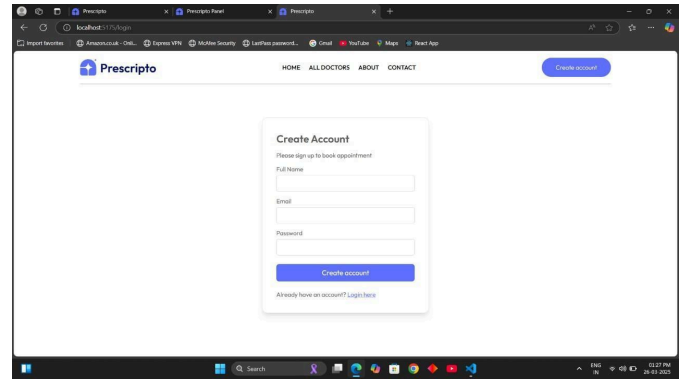 Prescripto
Prescripto Panel
Prescripto
localhost:5175/login
Import favorites
Amazon.co.uk - Onli...
Express VPN
McAfee Security
LastPass password...
Gmail
YouTube
Maps
React App
Prescripto
HOME ALL DOCTORS ABOUT CONTACT
Create account
Create Account
Please sign up to book appointment
Full Name
Email
Password
Create account
Already have an account? Login here
Search
ENG
IN
01:27 PM
26-03-2025